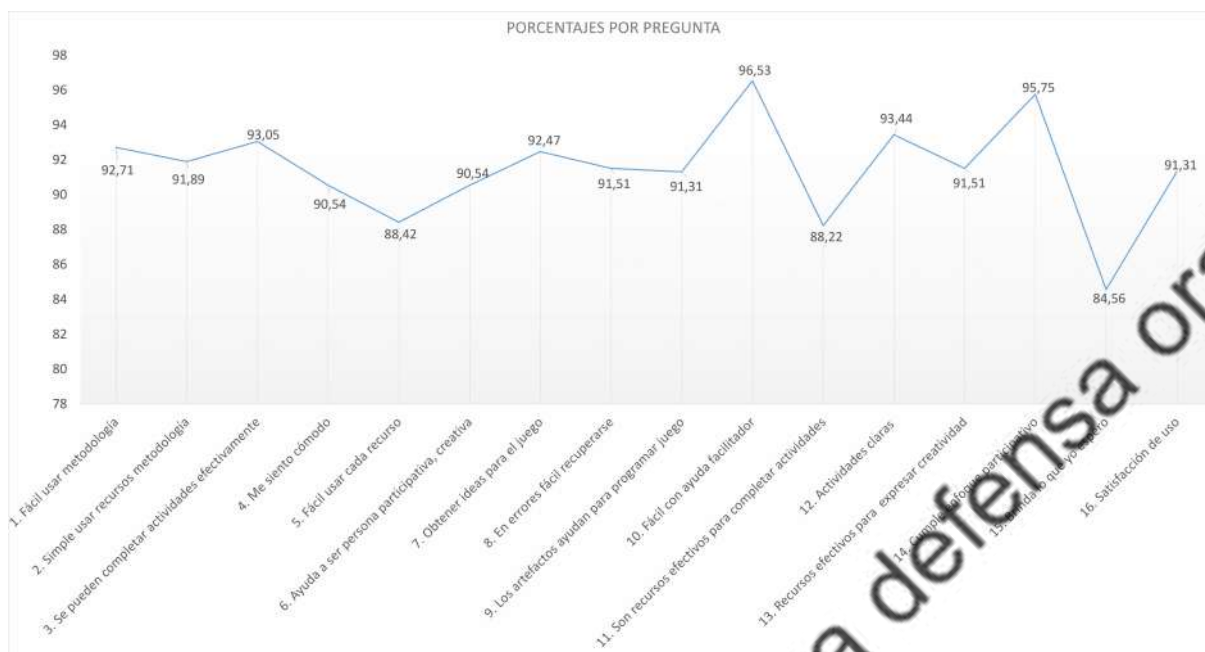 PORCENTAJES POR PREGUNTA
98
96
94
92
90
88
86
84
82
80
78
92,71
91,89
93,05
90,54
88,42
90,54
92,47
91,51
91,31
96,53
88,22
93,44
91,51
95,75
84,56
91,31
1. Fácil usar metodología
2. Simple usar recursos metodología
3. Se pueden completar actividades efectivamente
4. Me siento cómodo
5. Fácil usar cada recurso
6. Ayuda a ser persona participativa, creativa
7. Obtener ideas para el juego
8. En errores fácil recuperarse
9. Los artefactos ayudan para programar juego
10. Fácil con ayuda facilitador
11. Son recursos efectivos para completar actividades
12. Actividades claras
13. Recursos efectivos para expresar creatividad
14. Cumple enfoque participativo
15. que yo espero
16. Satisfacción de uso
a defensa